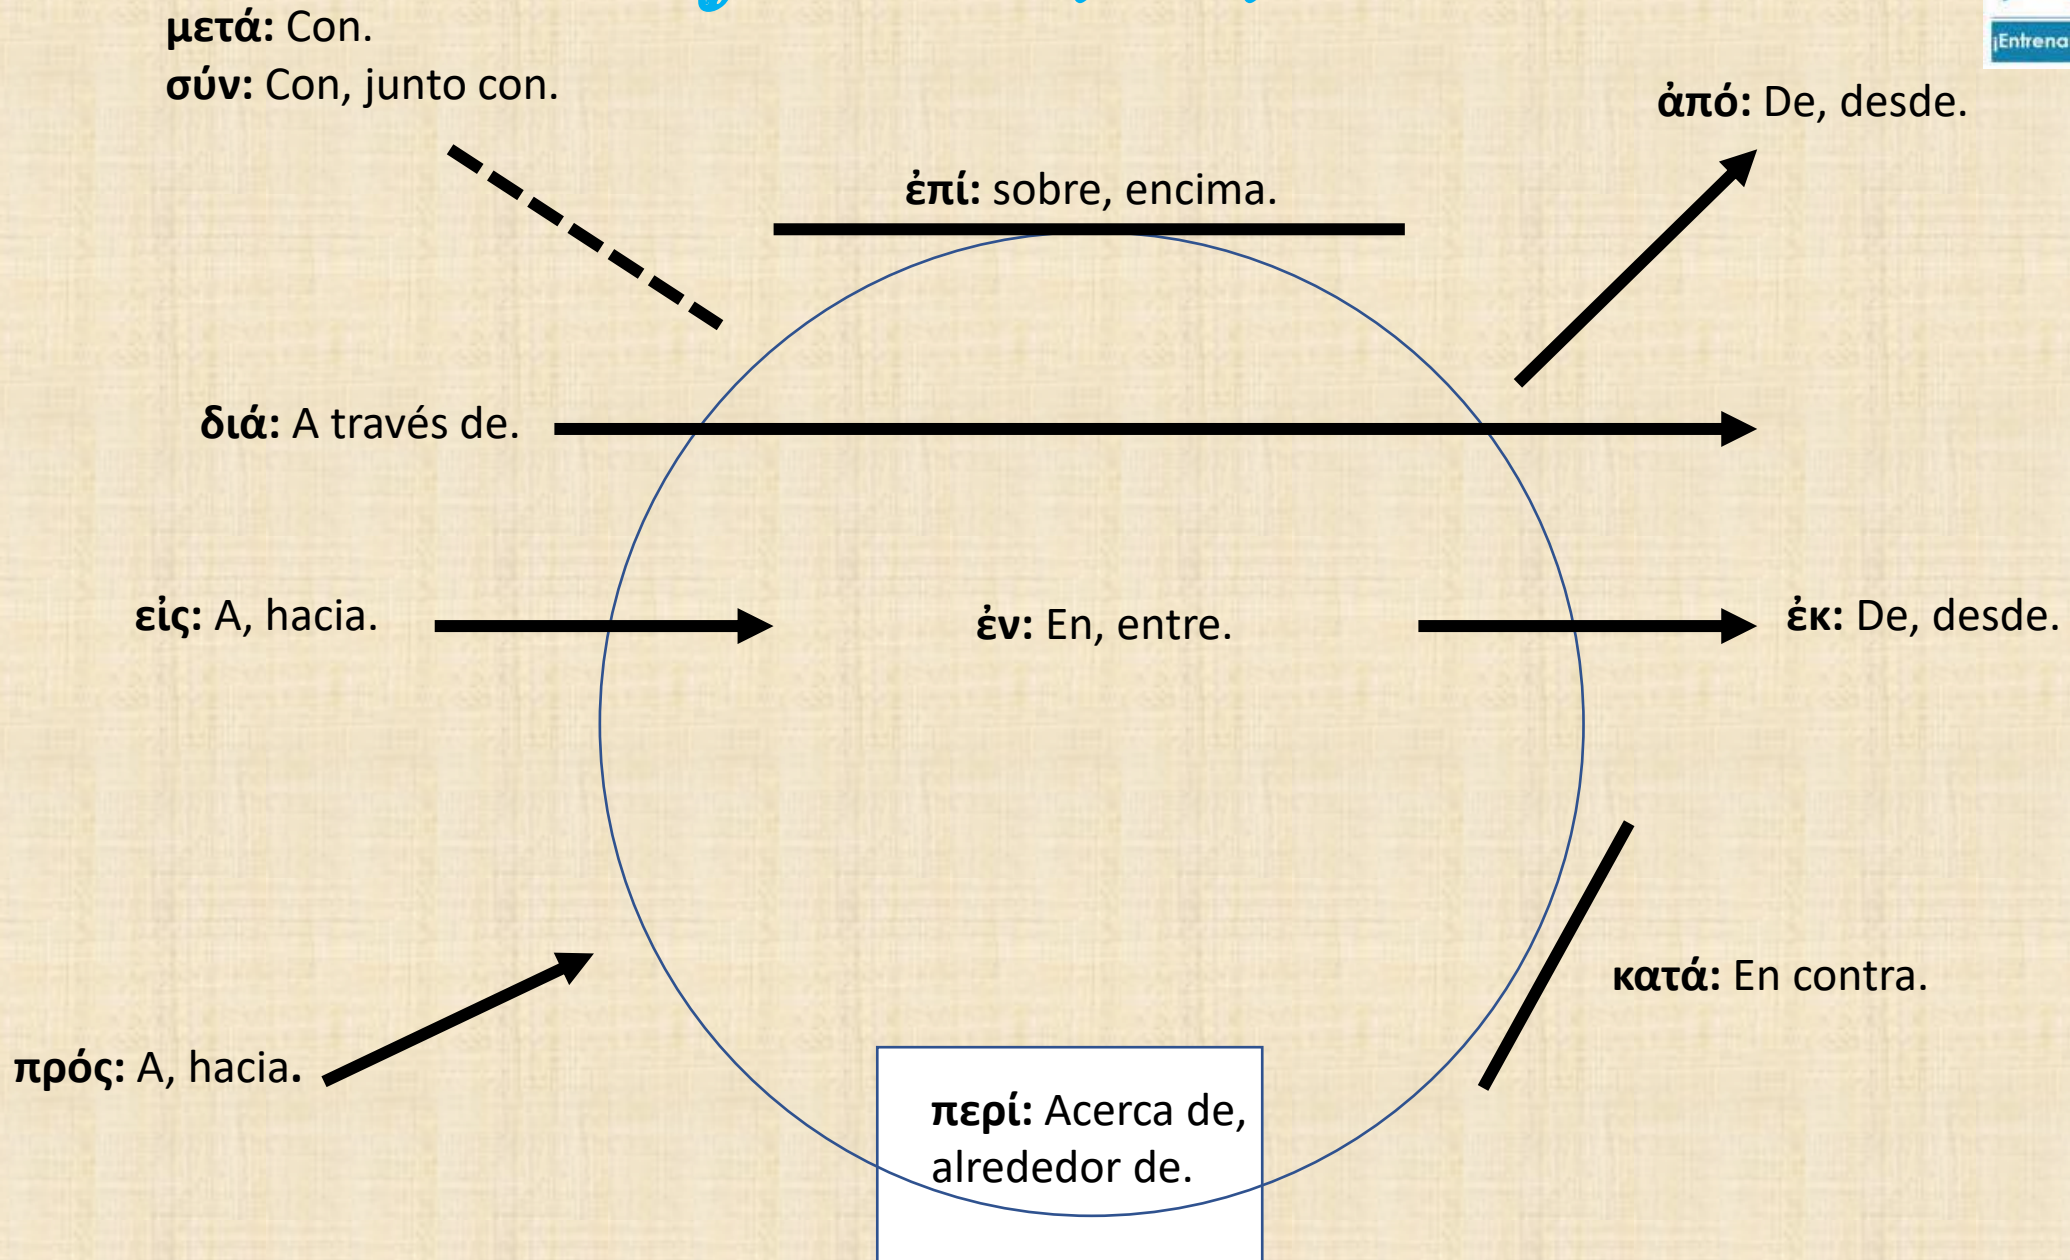 μετά: Con.
σύν: Con, junto con.
¡Entrena
ἀπό: De, desde.
ἐπί: sobre, encima.
διά: A través de.
εἰς: A, hacia.
ἐν: En, entre.
ἐκ: De, desde.
κατά: En contra.
πρός: A, hacia.
περί: Acerca de,
alrededor de.